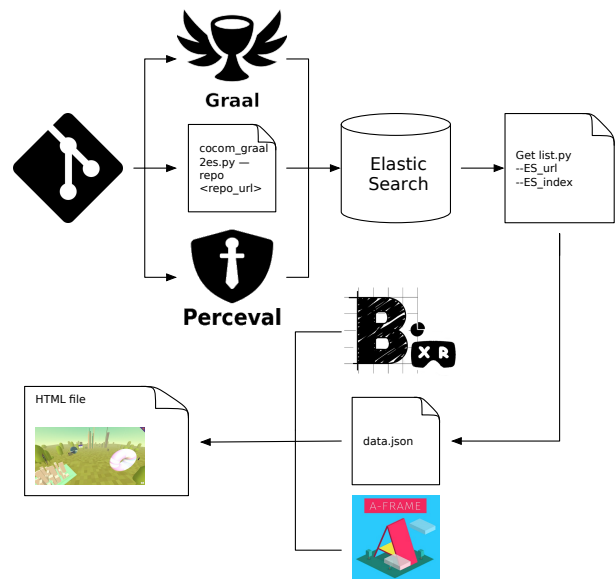 Graal
cocom_graal
2es.py —
repo
<repo_url>
Perceval
Elastic
Search
Get list.py
--ES_url
--ES_index
B
X R
HTML file
data.json
A-FRAME